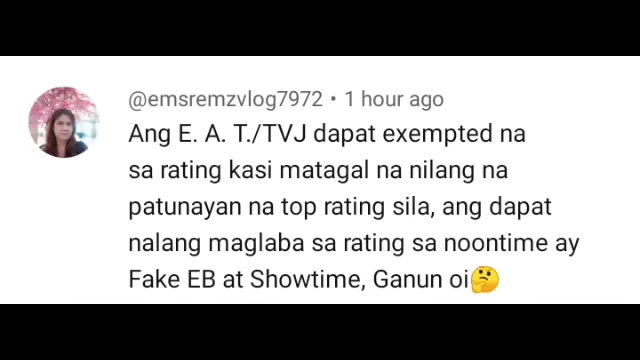 @emsremzvlog7972 • 1 hour ago
Ang E. A. T./TVJ dapat exempted na
sa rating kasi matagal na nilang na
patunayan na top rating sila, ang dapat
nalang maglaba sa rating sa noontime ay
Fake EB at Showtime, Ganun oi🤔